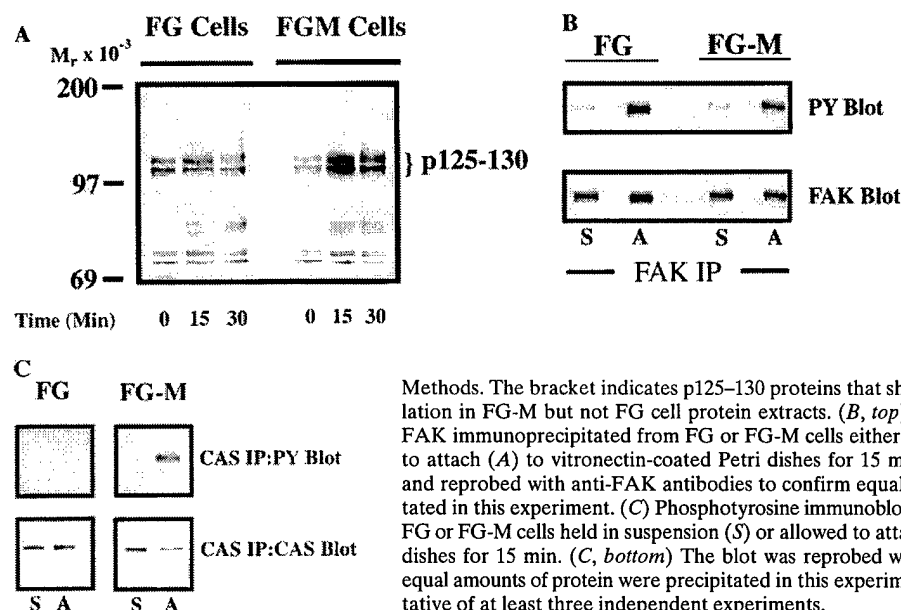 A
FG Cells FGM Cells
Mr x 10-3
200
97
69
} p125-130
Time (Min) 0 15 30 0 15 30
B
FG FG-M
PY Blot
FAK Blot
S A S A
FAK IP
C
FG FG-M
CAS IP:PY Blot
CAS IP:CAS Blot
S A S A
Methods. The bracket indicates p125–130 proteins that sh
lation in FG-M but not FG cell protein extracts. (B, top)
FAK immunoprecipitated from FG or FG-M cells either
to attach (A) to vitronectin-coated Petri dishes for 15 m
and reprobed with anti-FAK antibodies to confirm equal
tated in this experiment. (C) Phosphotyrosine immunoblo
FG or FG-M cells held in suspension (S) or allowed to atta
dishes for 15 min. (C, bottom) The blot was reprobed w
equal amounts of protein were precipitated in this experim
tative of at least three independent experiments.